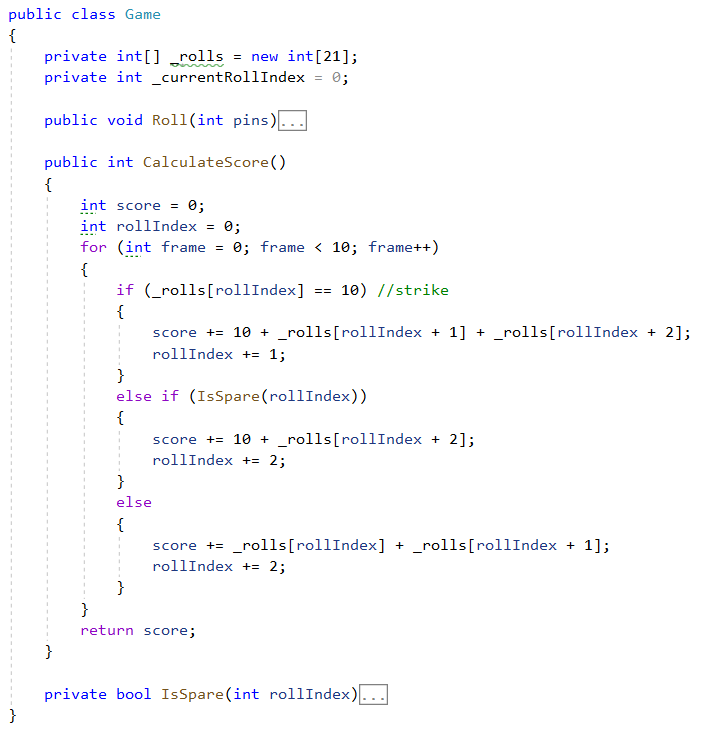 public class Game
{
private int[] _rolls = new int[21];
private int _currentRollIndex = 0;
public void Roll(int pins)...
public int CalculateScore()
{
int score = 0;
int rollIndex = 0;
for (int frame = 0; frame < 10; frame++)
{
if (_rolls[rollIndex] == 10) //strike
{
score += 10 + _rolls[rollIndex + 1] + _rolls[rollIndex + 2];
rollIndex += 1;
}
else if (IsSpare(rollIndex))
{
score += 10 + _rolls[rollIndex + 2];
rollIndex += 2;
}
else
{
score += _rolls[rollIndex] + _rolls[rollIndex + 1];
rollIndex += 2;
}
}
return score;
}
private bool IsSpare(int rollIndex)...
}